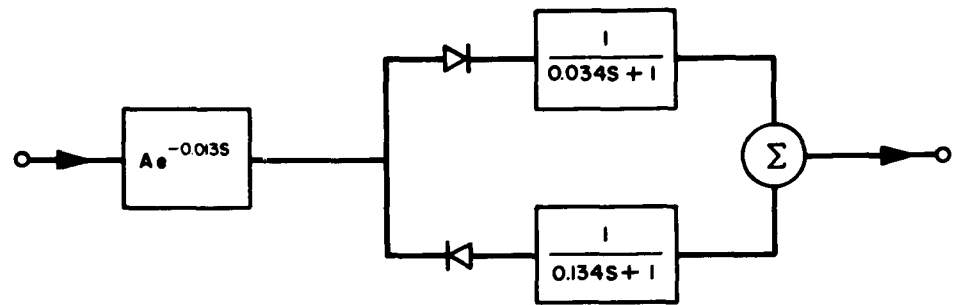 1
0.034S + 1
Ae^-0.013S
Σ
1
0.134S + 1